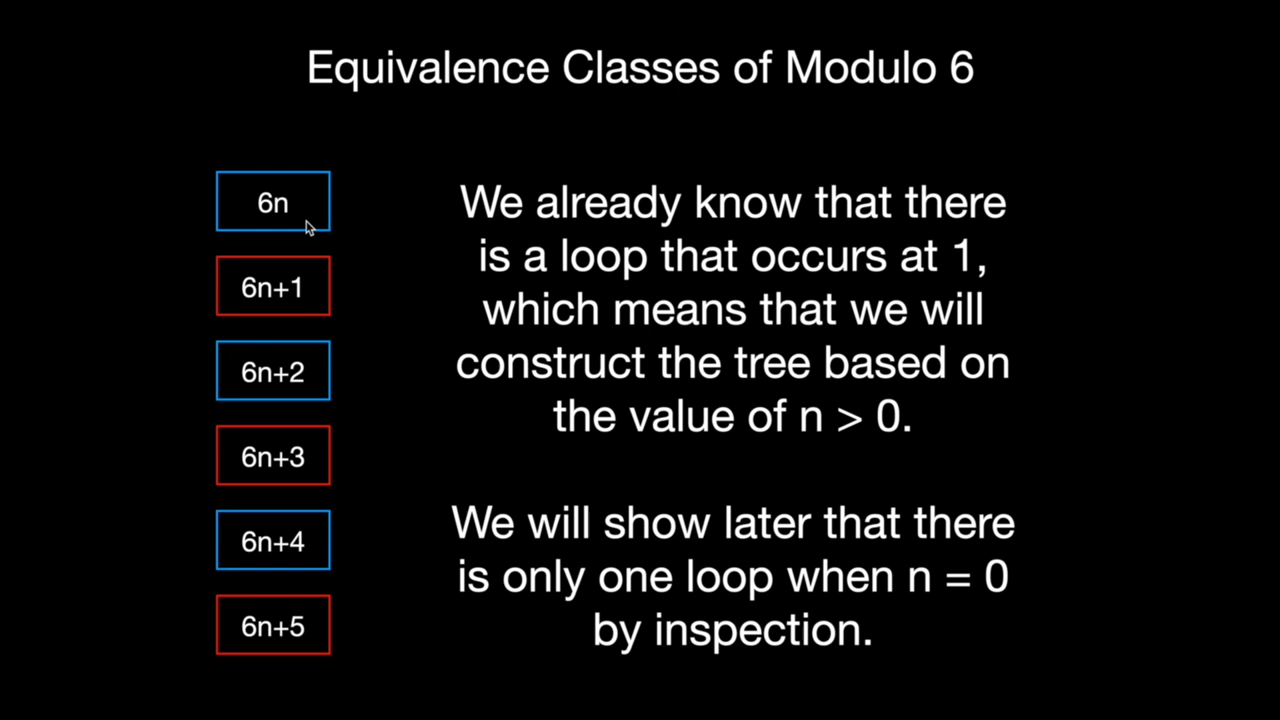 Equivalence Classes of Modulo 6
6n
6n+1
6n+2
6n+3
6n+4
6n+5
We already know that there
is a loop that occurs at 1,
which means that we will
construct the tree based on
the value of n > 0.
We will show later that there
is only one loop when n = 0
by inspection.